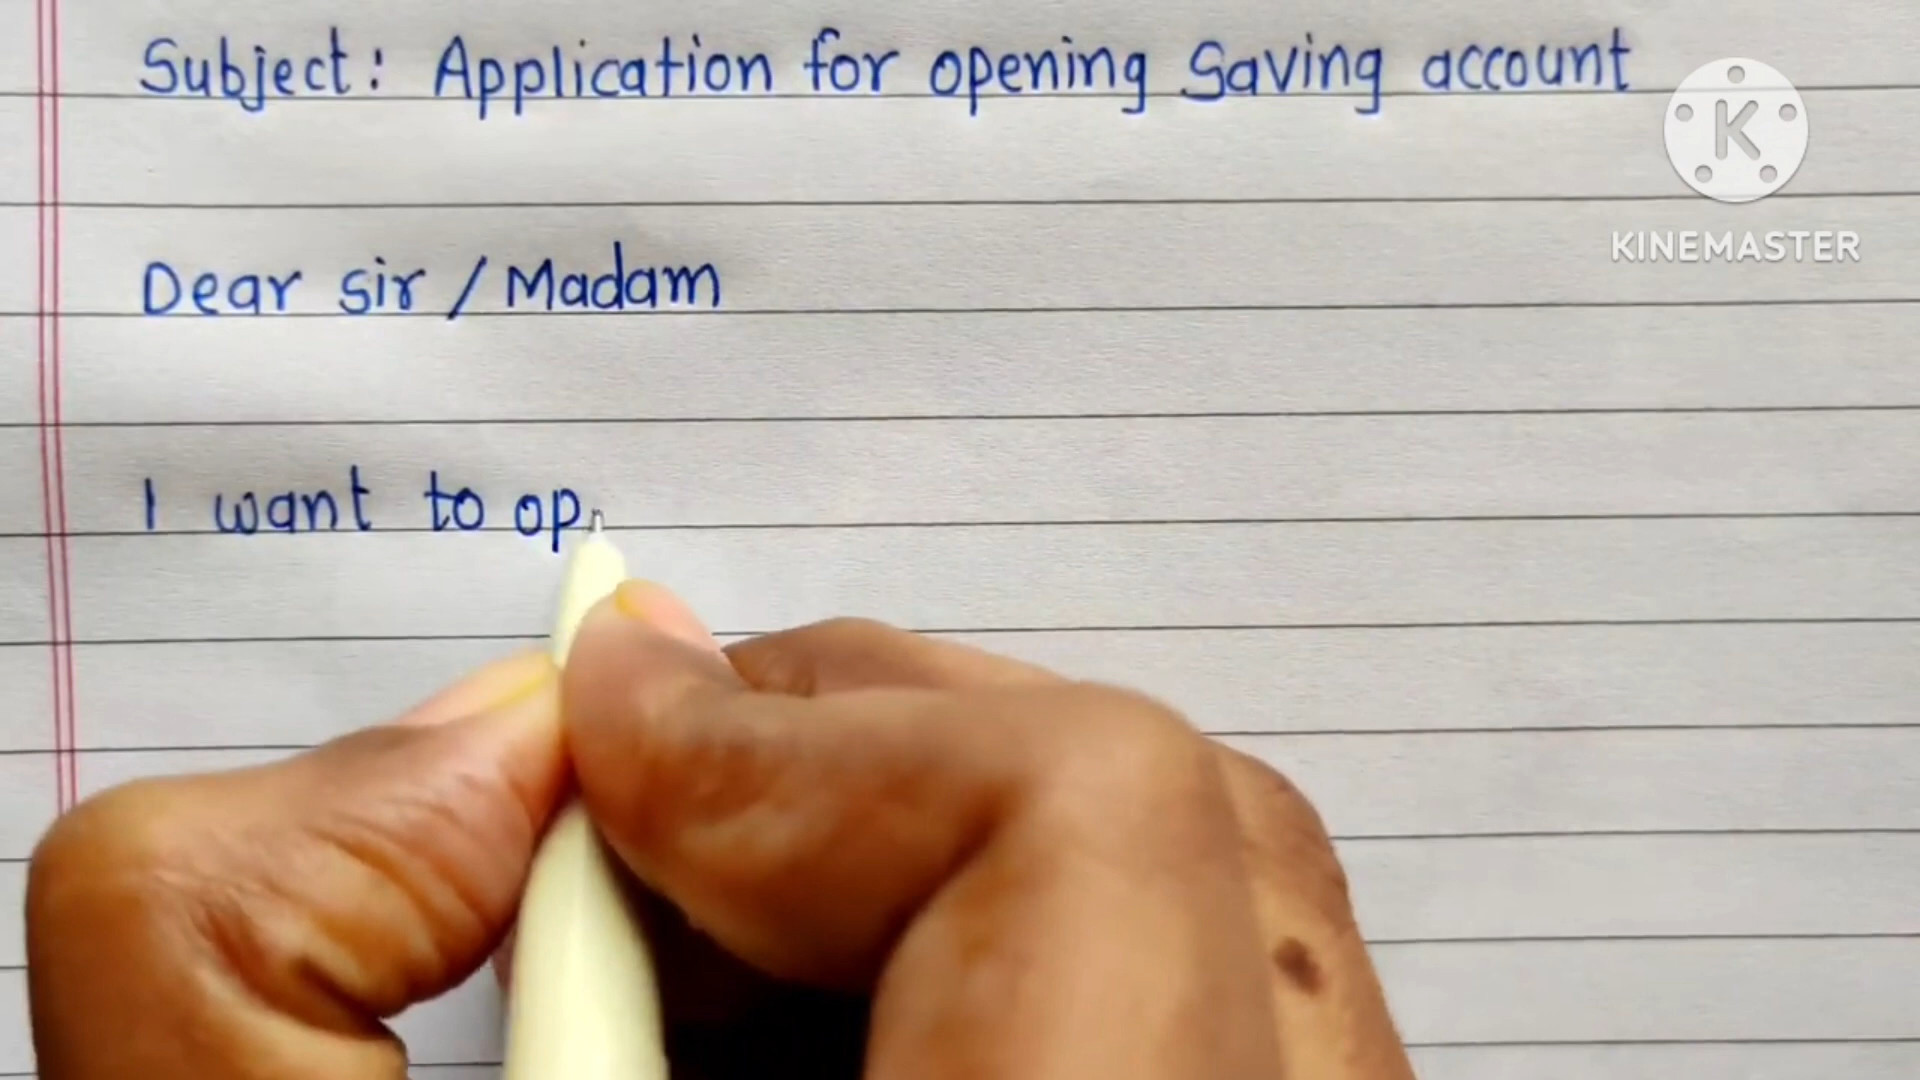 Subject: Application for opening Saving account
K
KINEMASTER
Dear sir / Madam
I want to op